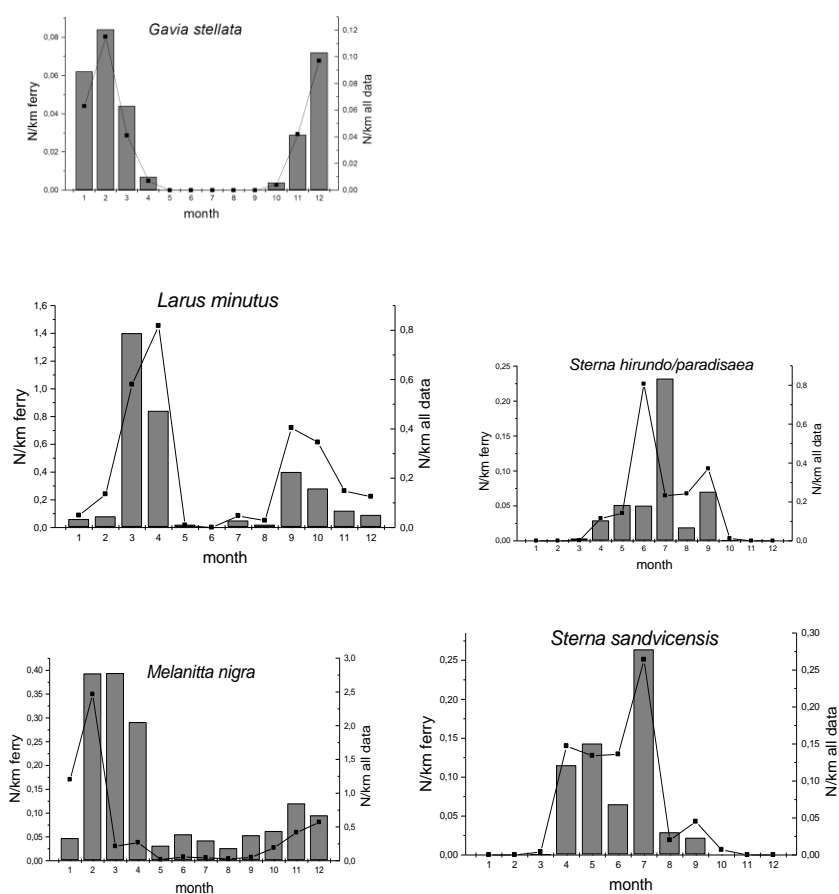 Gavia stellata
N/km ferry
0,08
0,06
0,04
0,02
0,00
0,12
0,10
0,08
0,06
0,04
0,02
0,00
N/km all data
1 2 3 4 5 6 7 8 9 10 11 12
month
Larus minutus
N/km ferry
1,6
1,4
1,2
1,0
0,8
0,6
0,4
0,2
0,0
0,8
0,6
0,4
0,2
0,0
N/km all data
1 2 3 4 5 6 7 8 9 10 11 12
month
Sterna hirundo/paradisaea
N/km ferry
0,25
0,20
0,15
0,10
0,05
0,00
0,8
0,6
0,4
0,2
0,0
N/km all data
1 2 3 4 5 6 7 8 9 10 11 12
month
Melanitta nigra
N/km ferry
0,40
0,35
0,30
0,25
0,20
0,15
0,10
0,05
0,00
3,0
2,5
2,0
1,5
1,0
0,5
0,0
N/km all data
1 2 3 4 5 6 7 8 9 10 11 12
month
Sterna sandvicensis
N/km ferry
0,25
0,20
0,15
0,10
0,05
0,00
0,30
0,25
0,20
0,15
0,10
0,05
0,00
N/km all data
1 2 3 4 5 6 7 8 9 10 11 12
month